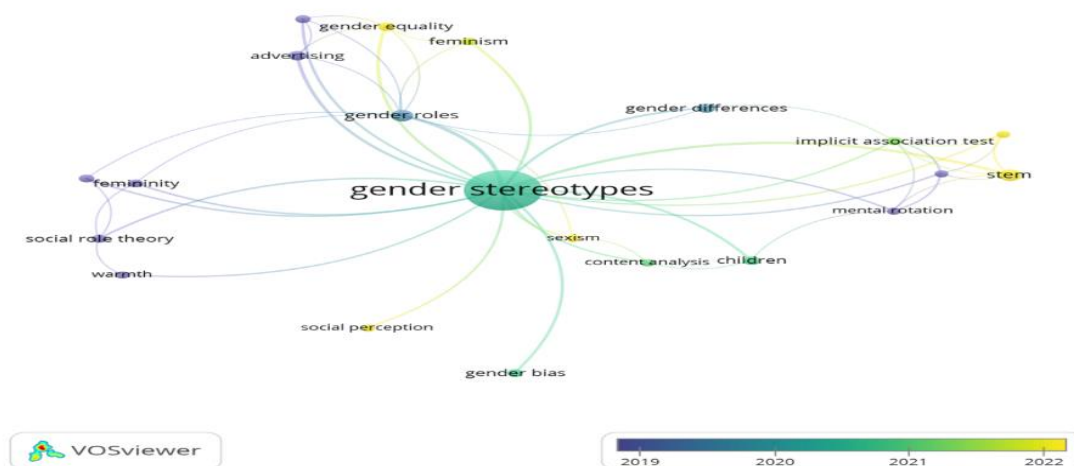 gender equality
feminism
advertising
gender differences
gender roles
implicit association test
stem
femininity
gender stereotypes
mental rotation
social role theory
sexism
content analysis
children
warmth
social perception
gender bias
VOSviewer
2019
2020
2021
2022